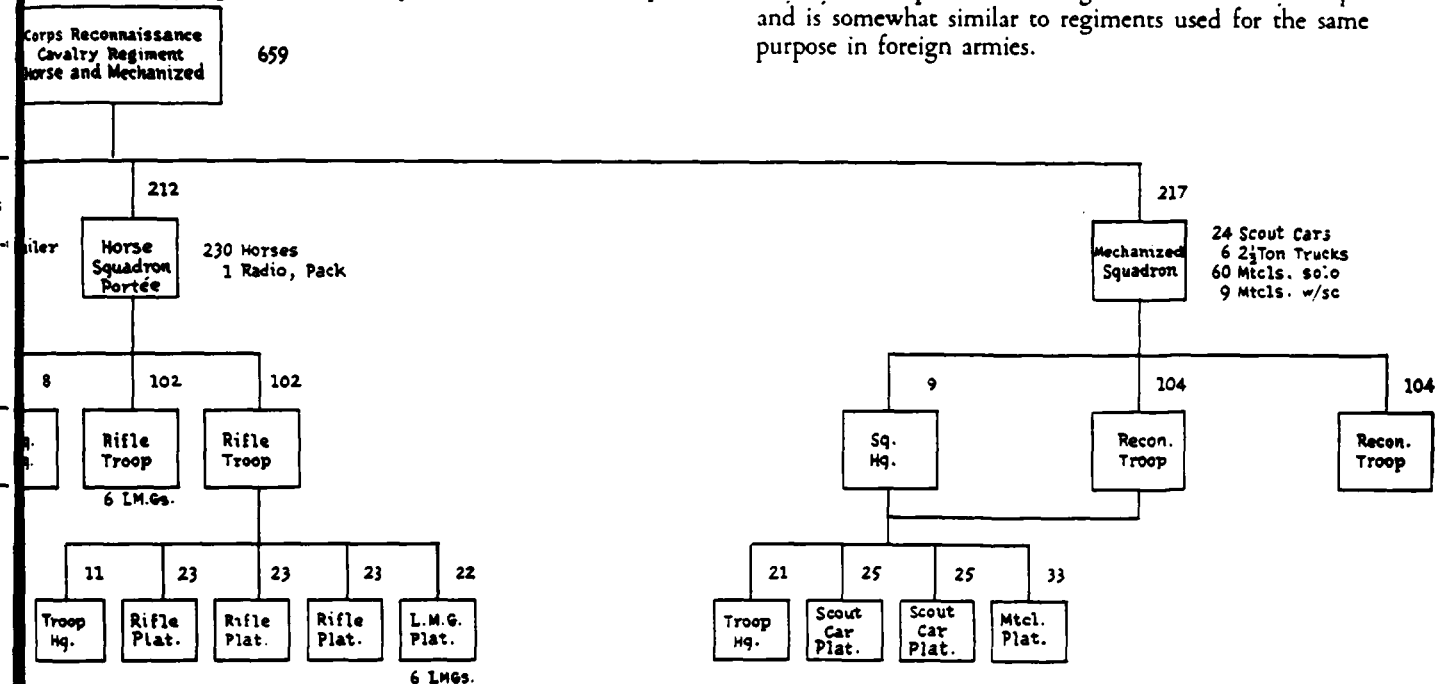 and is somewhat similar to regiments used for the same
purpose in foreign armies.
Corps Reconnaissance
Cavalry Regiment
Horse and Mechanized
659
212
Horse
Squadron
Portée
230 Horses
1 Radio, Pack
217
Mechanized
Squadron
24 Scout Cars
6 2½Ton Trucks
60 Mtcls. solo
9 Mtcls. w/sc
8
102
Rifle
Troop
6 LM.Gs.
102
Rifle
Troop
9
Sq.
Hq.
104
Recon.
Troop
104
Recon.
Troop
11
Troop
Hq.
23
Rifle
Plat.
23
Rifle
Plat.
23
Rifle
Plat.
22
L.M.G.
Plat.
6 LMGs.
21
Troop
Hq.
25
Scout
Car
Plat.
25
Scout
Car
Plat.
33
Mtcl.
Plat.